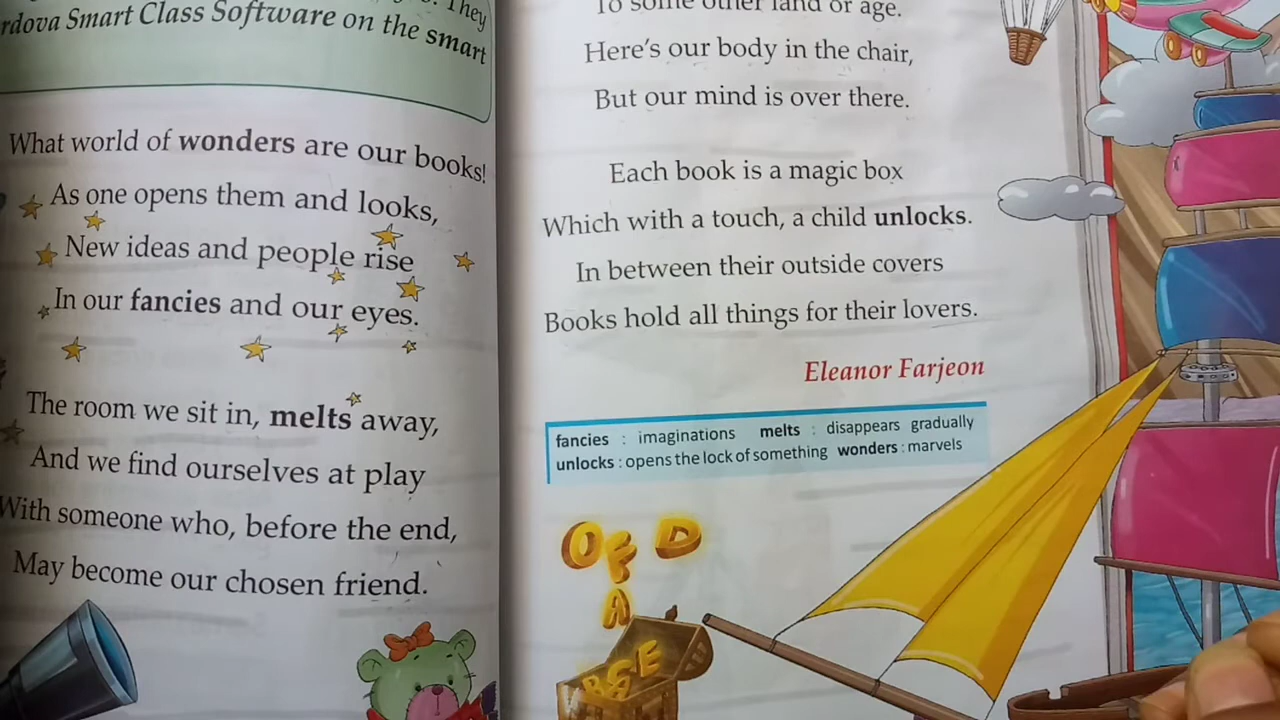 They
rdova Smart Class Software on the smart
What world of wonders are our books!
As one opens them and looks,
New ideas and people rise
In our fancies and our eyes.
The room we sit in, melts away,
And we find ourselves at play
With someone who, before the end,
May become our chosen friend.
To some other land or age.
Here's our body in the chair,
But our mind is over there.
Each book is a magic box
Which with a touch, a child unlocks.
In between their outside covers
Books hold all things for their lovers.
Eleanor Farjeon
fancies : imaginations melts : disappears gradually
unlocks : opens the lock of something wonders : marvels
O F D
A
B G E